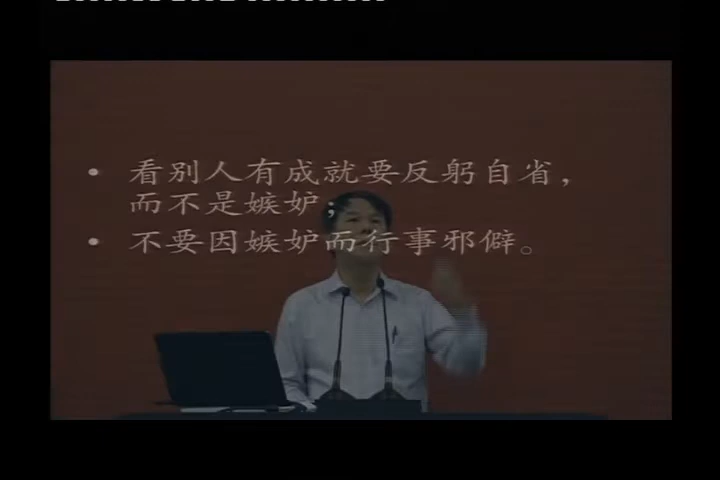 • 看别人有成就要反躬自省，
而不是嫉妒；
• 不要因嫉妒而行事邪僻。